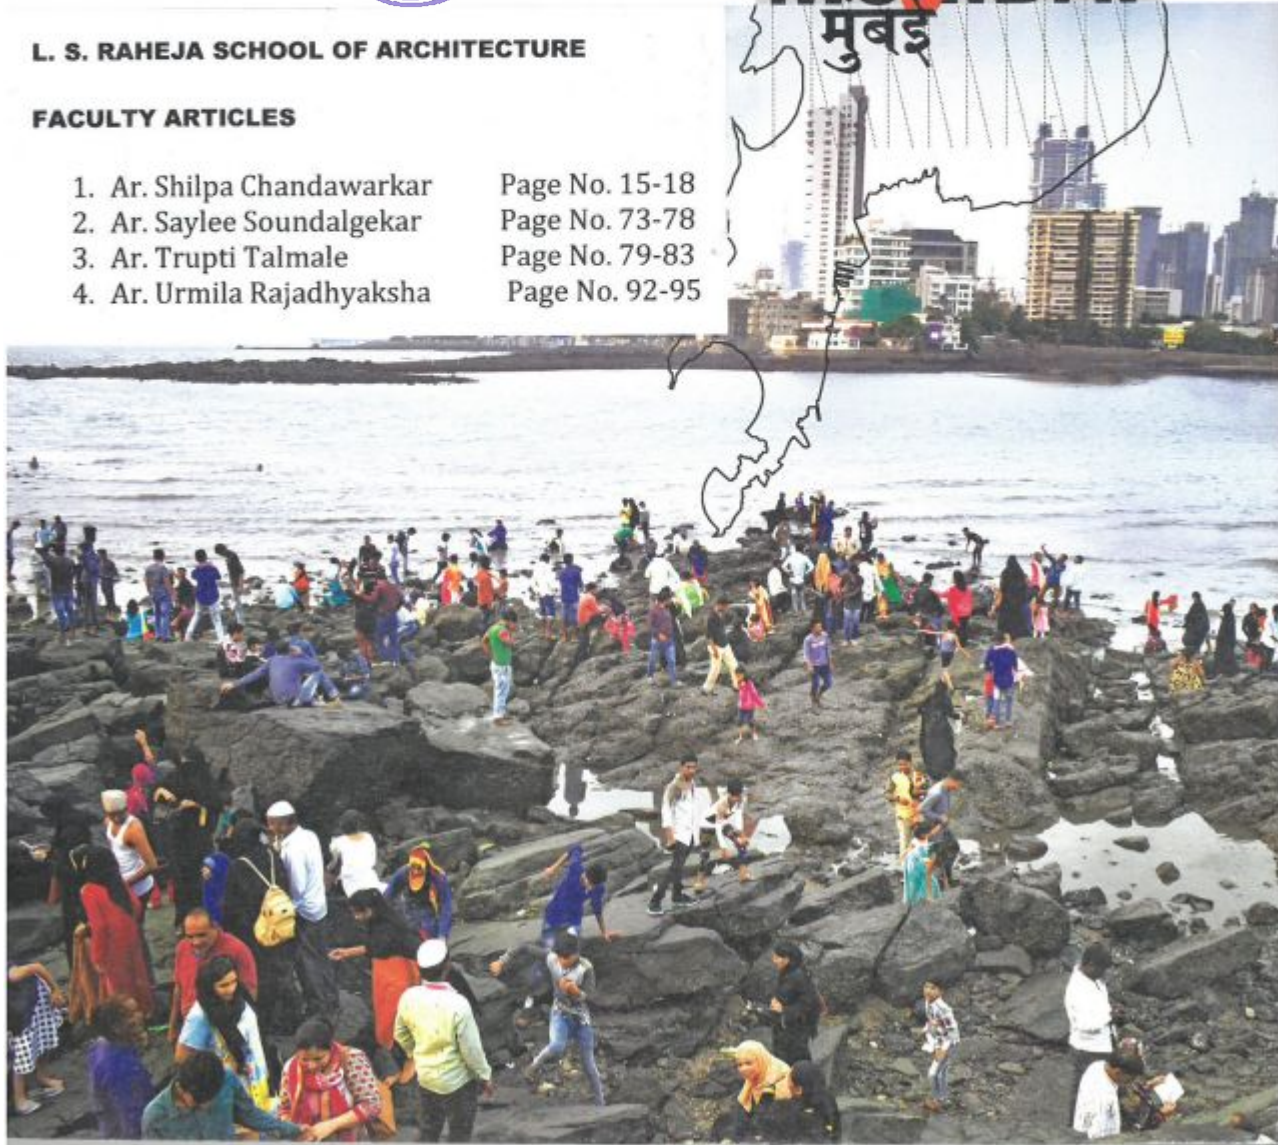 मुंबई
L. S. RAHEJA SCHOOL OF ARCHITECTURE
FACULTY ARTICLES
1. Ar. Shilpa Chandawarkar Page No. 15-18
2. Ar. Saylee Soundalgekar Page No. 73-78
3. Ar. Trupti Talmale Page No. 79-83
4. Ar. Urmila Rajadhyaksha Page No. 92-95